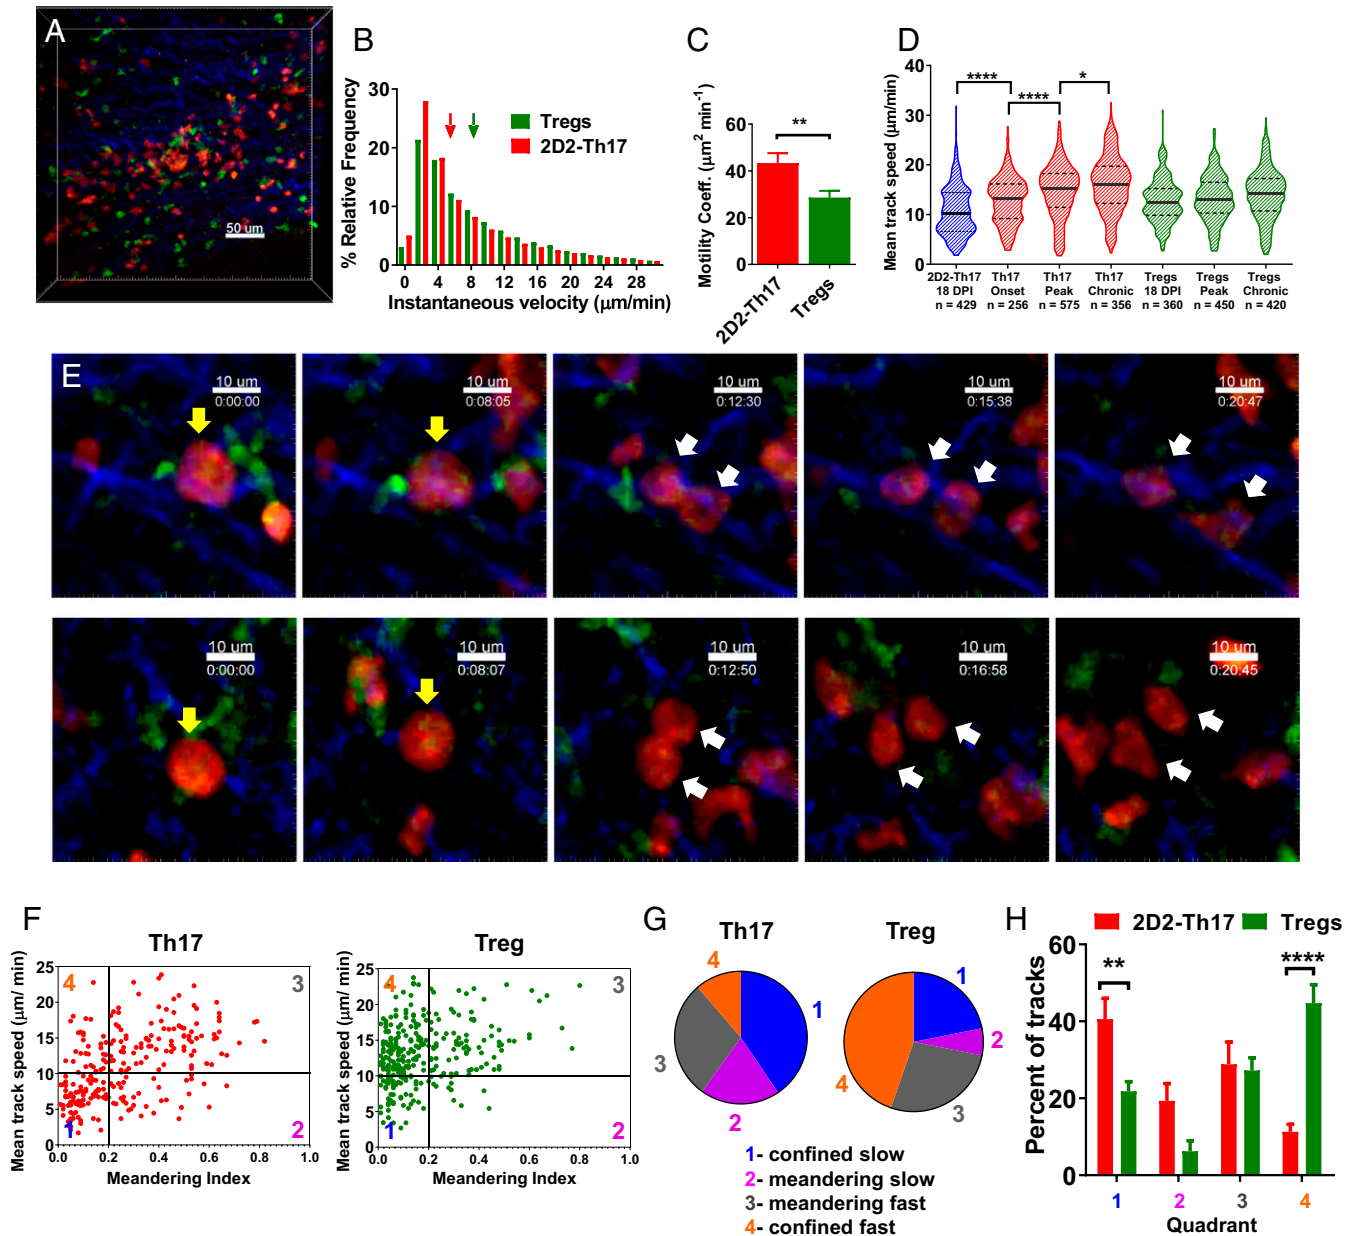 A
50 um
B
% Relative Frequency
30
20
10
0
Tregs
2D2-Th17
0 4 8 12 16 20 24 28
Instantaneous velocity (μm/min)
C
Motility Coeff. (μm² min⁻¹)
60
40
20
0
**
2D2-Th17
Tregs
D
Mean track speed (μm/min)
40
30
20
10
0
**** **** *
2D2-Th17 Th17 Th17 Th17 Tregs Tregs Tregs
18 DPI Onset Peak Chronic 18 DPI Peak Chronic
n = 429 n = 256 n = 575 n = 356 n = 360 n = 450 n = 420
E
10 um 10 um 10 um 10 um 10 um
0:00:00 0:08:05 0:12:30 0:15:38 0:20:47
10 um 10 um 10 um 10 um 10 um
0:00:00 0:08:07 0:12:50 0:16:58 0:20:45
F
Th17
Mean track speed (μm/ min)
25
20
15
10
5
0
4 3
1 2
0.0 0.2 0.4 0.6 0.8 1.0
Meandering Index
Treg
Mean track speed (μm/ min)
25
20
15
10
5
0
4 3
1 2
0.0 0.2 0.4 0.6 0.8 1.0
Meandering Index
G
Th17
4
1
3
2
Treg
1
2
4
3
1- confined slow
2- meandering slow
3- meandering fast
4- confined fast
H
2D2-Th17 Tregs
Percent of tracks
60
40
20
0
** ****
1 2 3 4
Quadrant